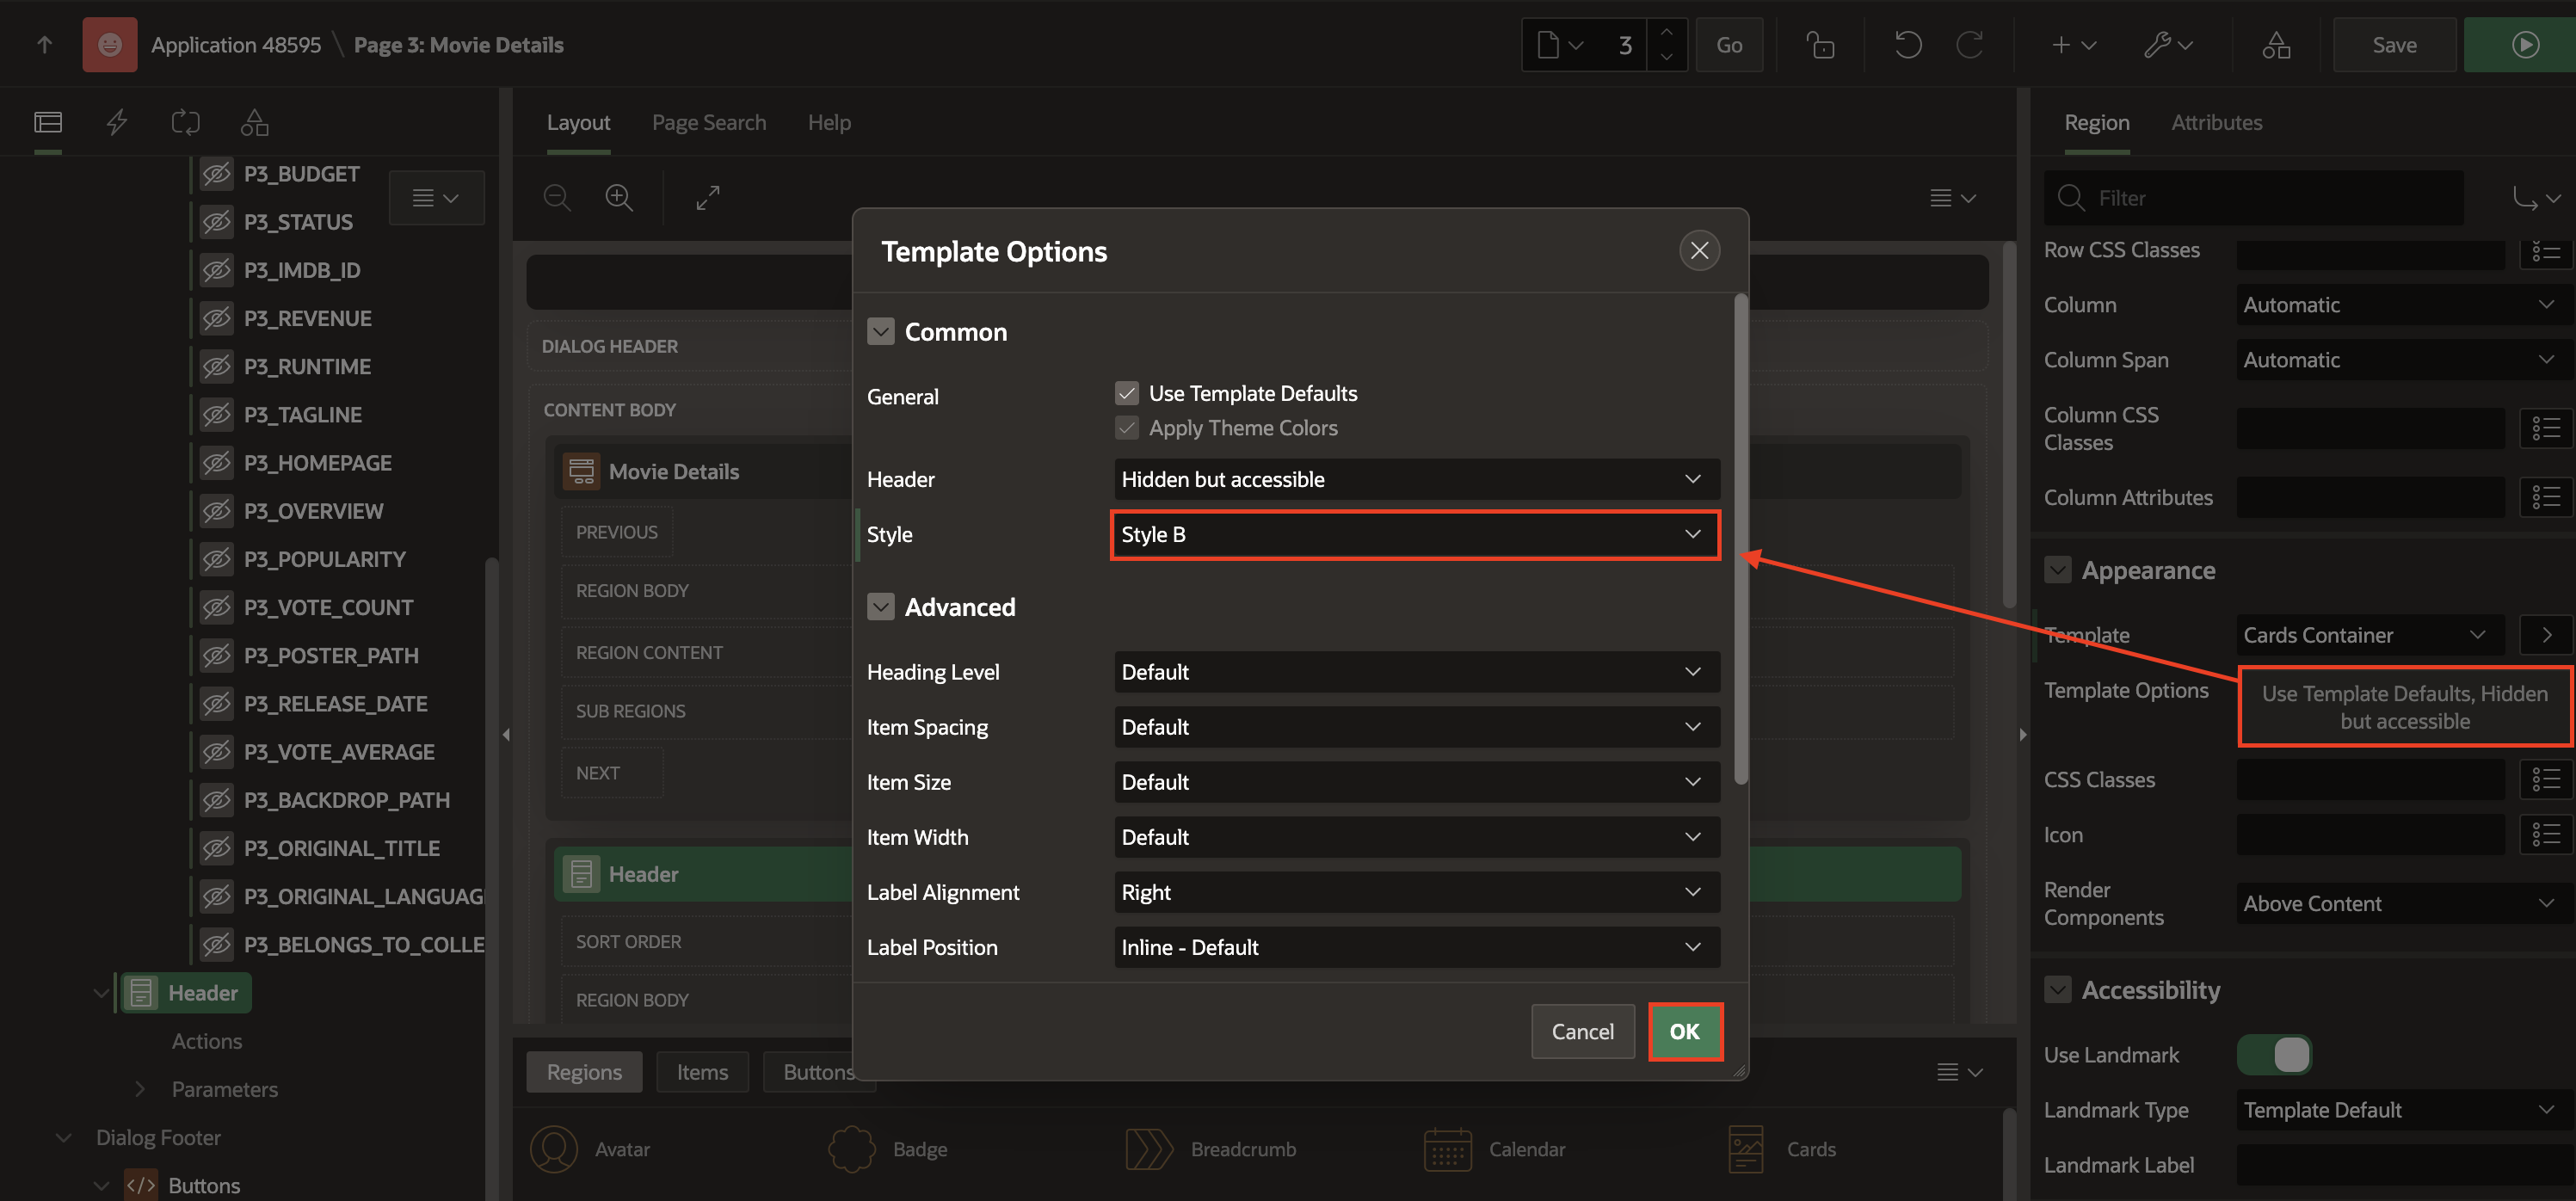 Application 48595 \ Page 3: Movie Details
3
Go
Save
P3_BUDGET
P3_STATUS
P3_IMDB_ID
P3_REVENUE
P3_RUNTIME
P3_TAGLINE
P3_HOMEPAGE
P3_OVERVIEW
P3_POPULARITY
P3_VOTE_COUNT
P3_POSTER_PATH
P3_RELEASE_DATE
P3_VOTE_AVERAGE
P3_BACKDROP_PATH
P3_ORIGINAL_TITLE
P3_ORIGINAL_LANGUAG
P3_BELONGS_TO_COLLE
Header
Actions
Parameters
Dialog Footer
Buttons
Layout
Page Search
Help
DIALOG HEADER
CONTENT BODY
Movie Details
PREVIOUS
REGION BODY
REGION CONTENT
SUB REGIONS
NEXT
Header
SORT ORDER
REGION BODY
Regions
Items
Buttons
Avatar
Badge
Breadcrumb
Calendar
Cards
Template Options
Common
General
Use Template Defaults
Apply Theme Colors
Header
Hidden but accessible
Style
Style B
Advanced
Heading Level
Default
Item Spacing
Default
Item Size
Default
Item Width
Default
Label Alignment
Right
Label Position
Inline - Default
Cancel
OK
Region
Attributes
Filter
Row CSS Classes
Column
Automatic
Column Span
Automatic
Column CSS
Classes
Column Attributes
Appearance
Template
Cards Container
Template Options
Use Template Defaults, Hidden
but accessible
CSS Classes
Icon
Render
Components
Above Content
Accessibility
Use Landmark
Landmark Type
Template Default
Landmark Label